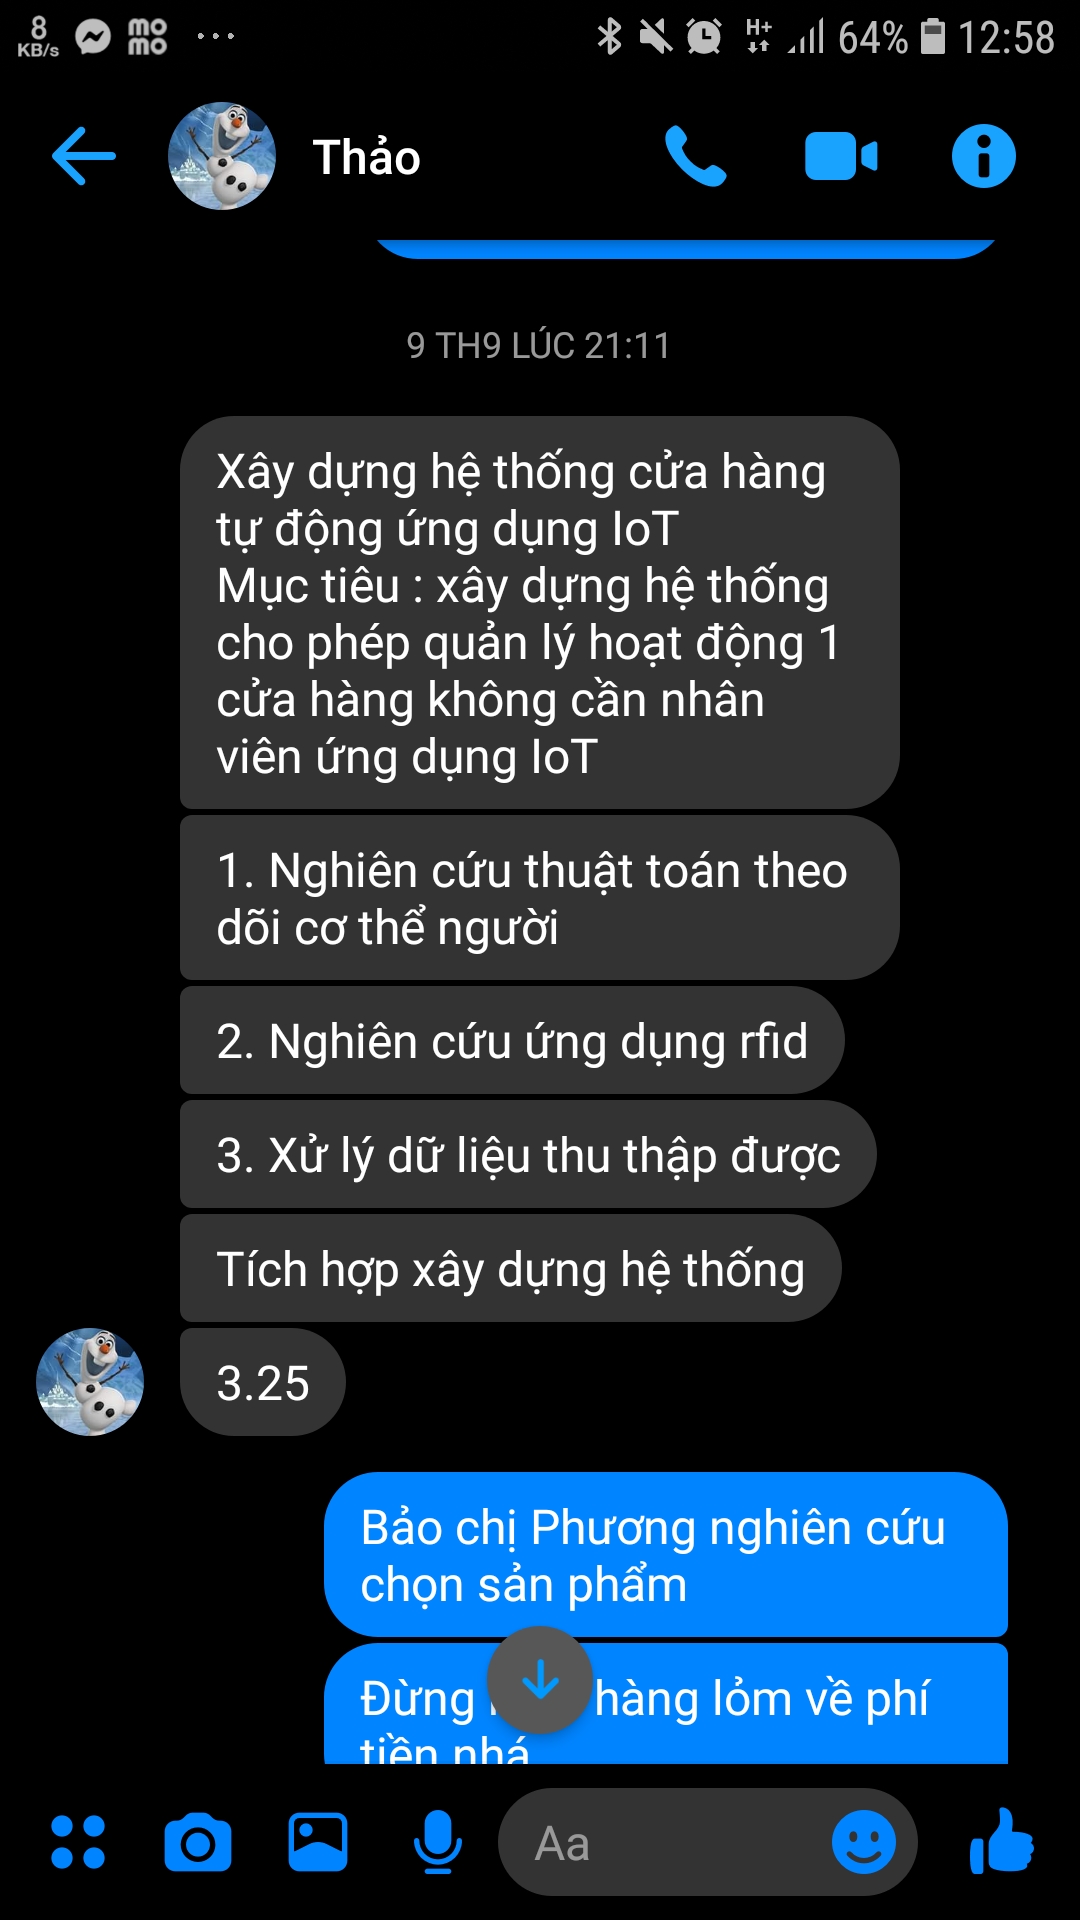 8
KB/s
mo
mo
H+
64%
12:58
Thảo
9 TH9 LÚC 21:11
Xây dựng hệ thống cửa hàng
tự động ứng dụng IoT
Mục tiêu : xây dựng hệ thống
cho phép quản lý hoạt động 1
cửa hàng không cần nhân
viên ứng dụng IoT
1. Nghiên cứu thuật toán theo
dõi cơ thể người
2. Nghiên cứu ứng dụng rfid
3. Xử lý dữ liệu thu thập được
Tích hợp xây dựng hệ thống
3.25
Bảo chị Phương nghiên cứu
chọn sản phẩm
Đừng hàng lỏm về phí
tiền nhá
Aa